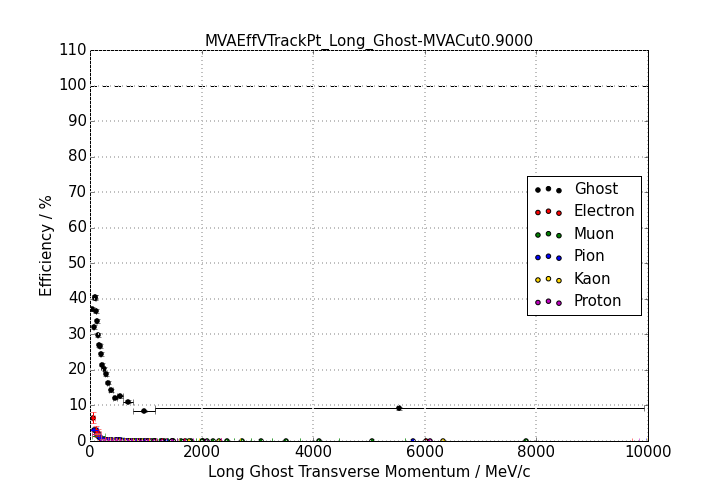 MVAEffVTrackPt_Long_Ghost-MVACut0.9000
110
100
90
80
70
60
50
40
30
20
10
0
Efficiency / %
Ghost
Electron
Muon
Pion
Kaon
Proton
0 2000 4000 6000 8000 10000
Long Ghost Transverse Momentum / MeV/c